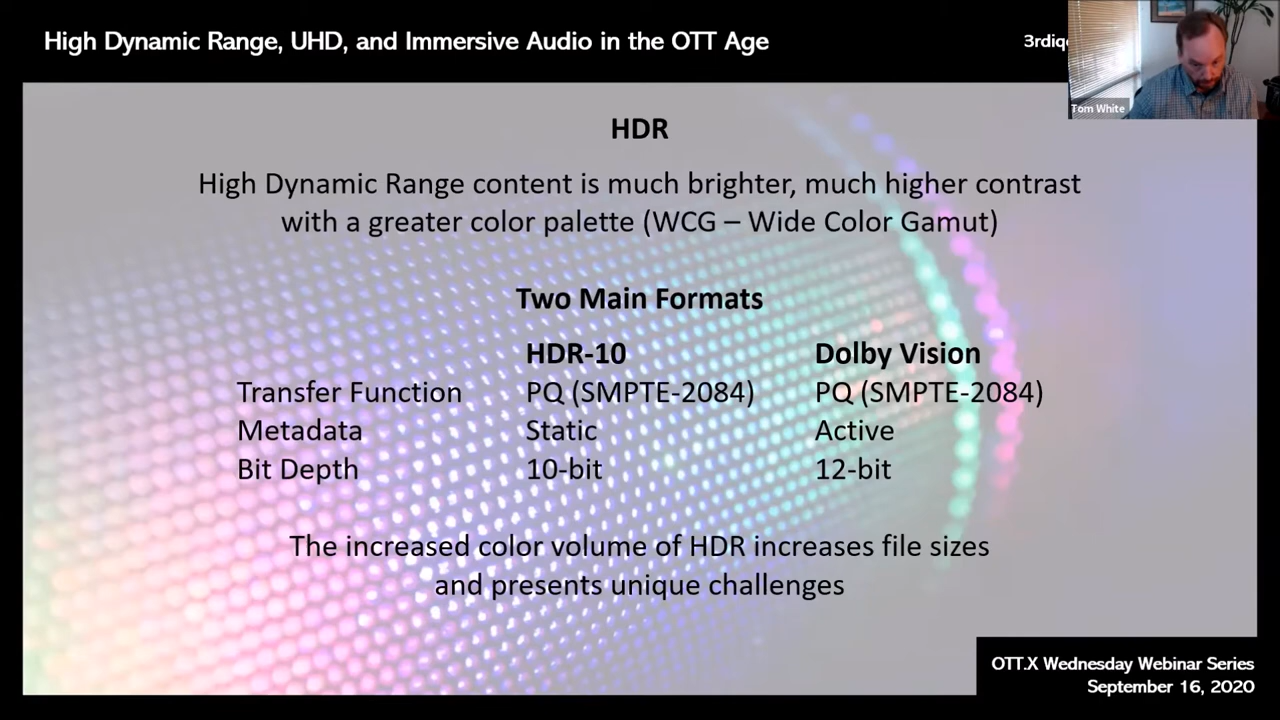 High Dynamic Range, UHD, and Immersive Audio in the OTT Age
Tom White
HDR
High Dynamic Range content is much brighter, much higher contrast
with a greater color palette (WCG – Wide Color Gamut)
Two Main Formats
HDR-10 Dolby Vision
Transfer Function PQ (SMPTE-2084) PQ (SMPTE-2084)
Metadata Static Active
Bit Depth 10-bit 12-bit
The increased color volume of HDR increases file sizes
and presents unique challenges
OTT.X Wednesday Webinar Series
September 16, 2020